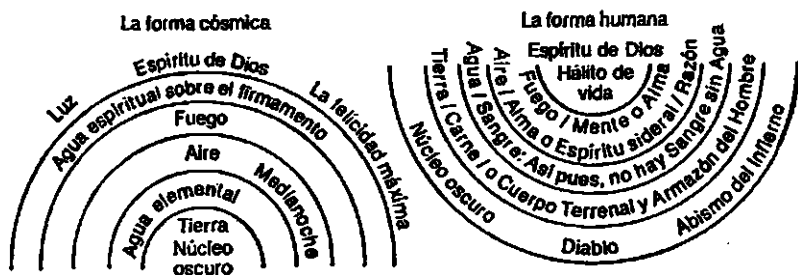 La forma cósmica
Espíritu de Dios
Luz
La felicidad máxima
Agua espiritual sobre el firmamento
Fuego
Aire
Medianoche
Agua elemental
Tierra
Núcleo
oscuro
La forma humana
Espíritu de Dios
Hálito de
vida
Fuego / Mente o Alma
Aire / Alma o Espíritu sideral / Razón
Agua / Sangre: Así pues, no hay Sangre sin Agua
Tierra / Carne / o Cuerpo Terrenal y Armazón del Hombre
Núcleo oscuro
Diablo
Abismo del Infierno